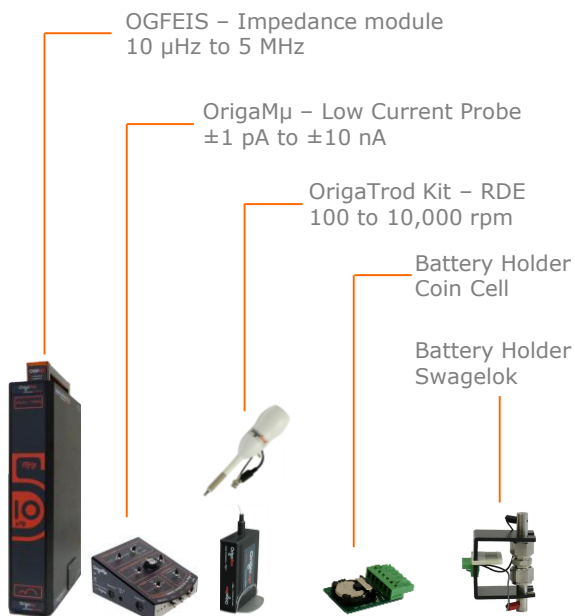 OGFEIS – Impedance module
10 µHz to 5 MHz
OrigaMµ – Low Current Probe
±1 pA to ±10 nA
OrigaTrod Kit – RDE
100 to 10,000 rpm
Battery Holder
Coin Cell
Battery Holder
Swagelok